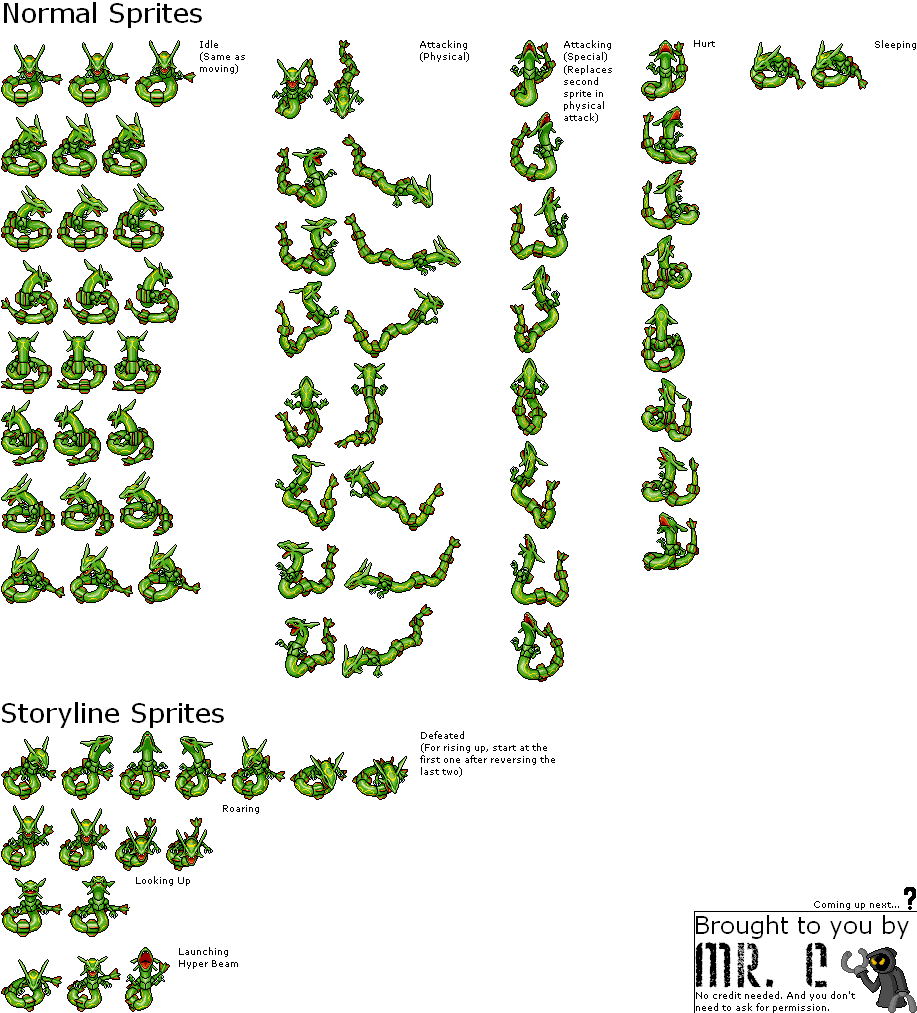 Normal Sprites
Idle
(Same as
moving)
Attacking
(Physical)
Attacking
(Special)
(Replaces
second
sprite in
physical
attack)
Hurt
Sleeping
Storyline Sprites
Defeated
(For rising up, start at the
first one after reversing the
last two)
Roaring
Looking Up
Launching
Hyper Beam
Coming up next... ?
Brought to you by
MR. C
No credit needed. And you don't
need to ask for permission.